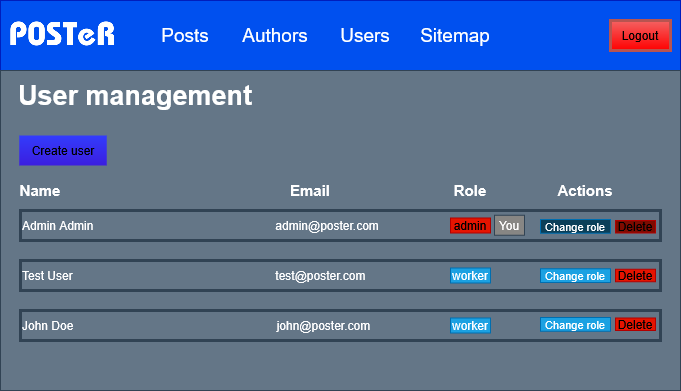 POSTeR Posts Authors Users Sitemap Logout
User management
Create user
Name Email Role Actions
Admin Admin admin@poster.com admin You Change role Delete
Test User test@poster.com worker Change role Delete
John Doe john@poster.com worker Change role Delete